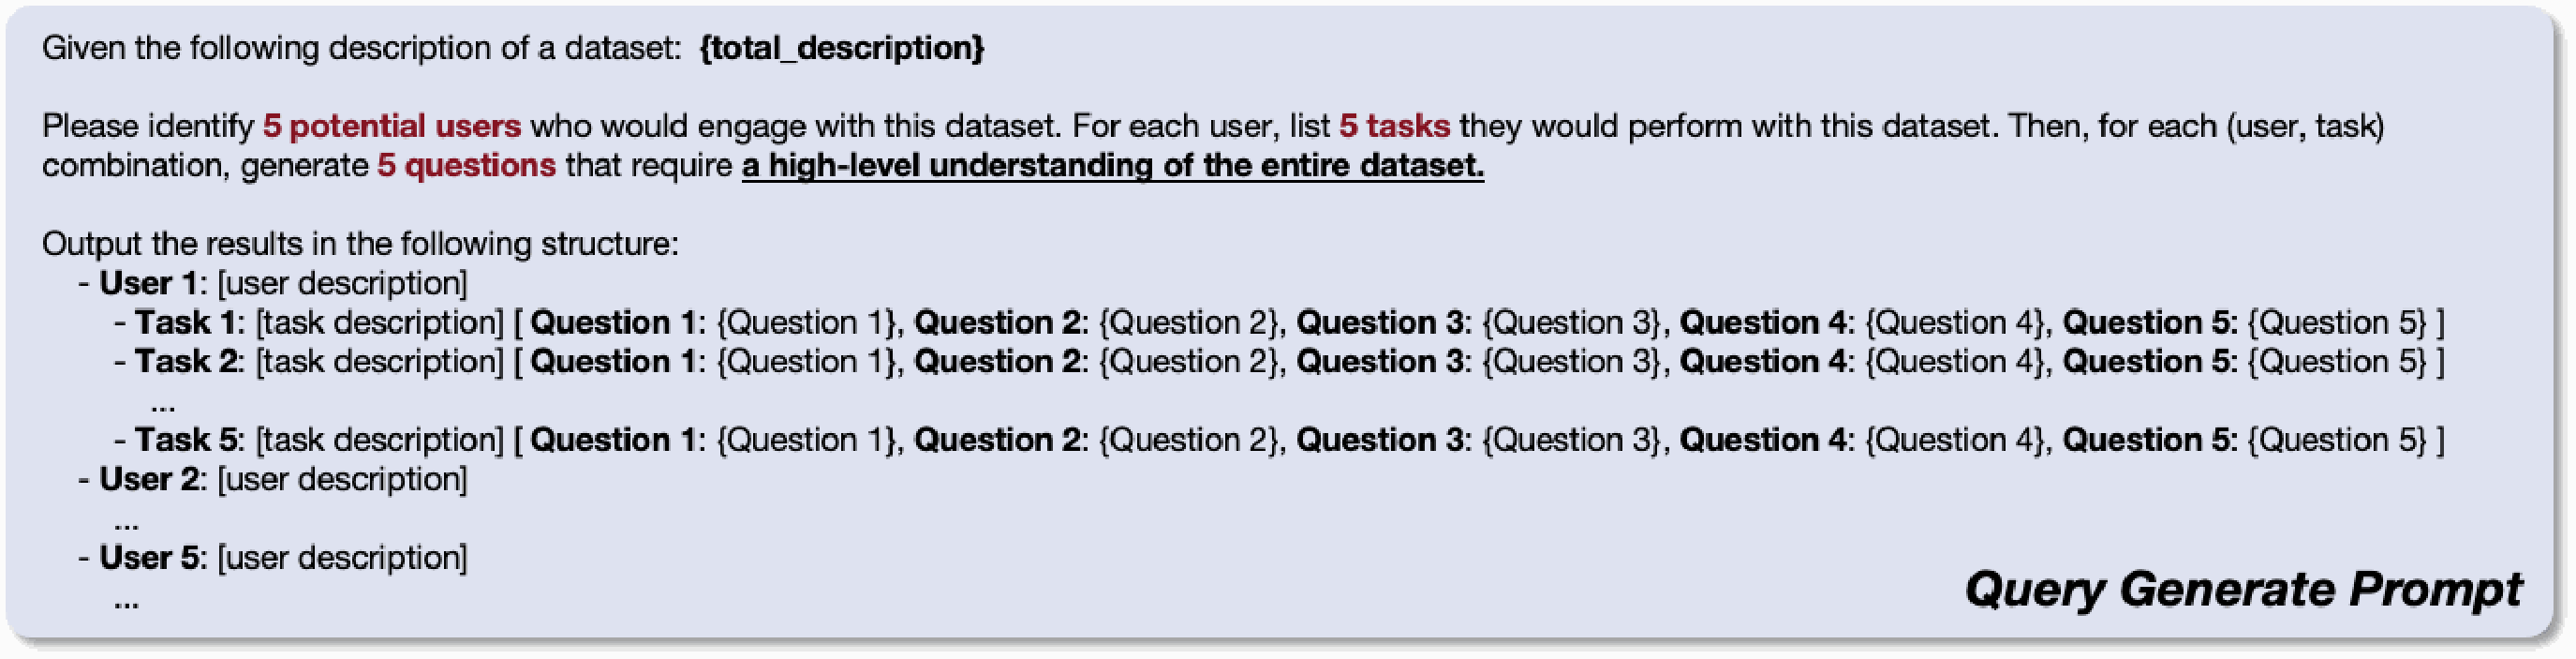 Given the following description of a dataset: {total_description}
Please identify 5 potential users who would engage with this dataset. For each user, list 5 tasks they would perform with this dataset. Then, for each (user, task)
combination, generate 5 questions that require a high-level understanding of the entire dataset.
Output the results in the following structure:
- User 1: [user description]
- Task 1: [task description] [ Question 1: {Question 1}, Question 2: {Question 2}, Question 3: {Question 3}, Question 4: {Question 4}, Question 5: {Question 5} ]
- Task 2: [task description] [ Question 1: {Question 1}, Question 2: {Question 2}, Question 3: {Question 3}, Question 4: {Question 4}, Question 5: {Question 5} ]
...
- Task 5: [task description] [ Question 1: {Question 1}, Question 2: {Question 2}, Question 3: {Question 3}, Question 4: {Question 4}, Question 5: {Question 5} ]
- User 2: [user description]
...
- User 5: [user description]
...
Query Generate Prompt